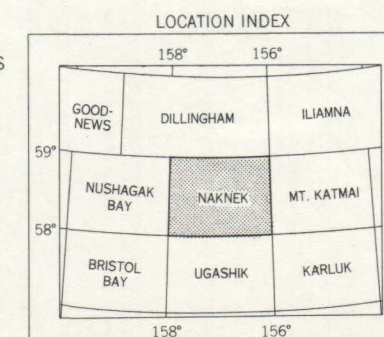 LOCATION INDEX
S
158° 156°
GOOD-
NEWS
DILLINGHAM
ILIAMNA
59°
NUSHAGAK
BAY
NAKNEK
MT. KATMAI
58°
BRISTOL
BAY
UGASHIK
KARLUK
158° 156°